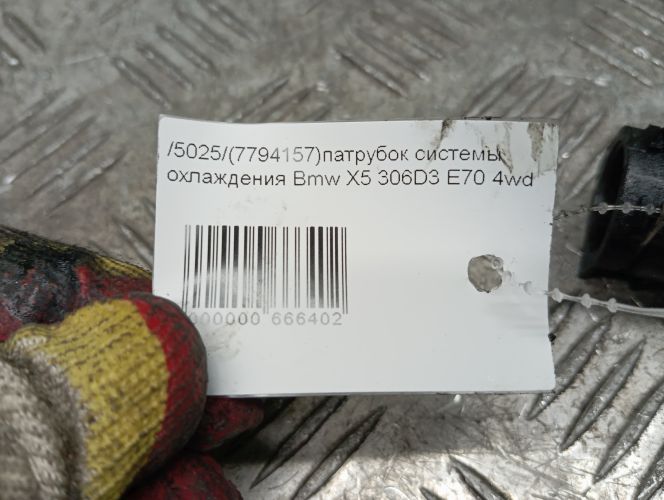 /5025/(7794157)патрубок системы
охлаждения Bmw X5 306D3 E70 4wd
000000 666402